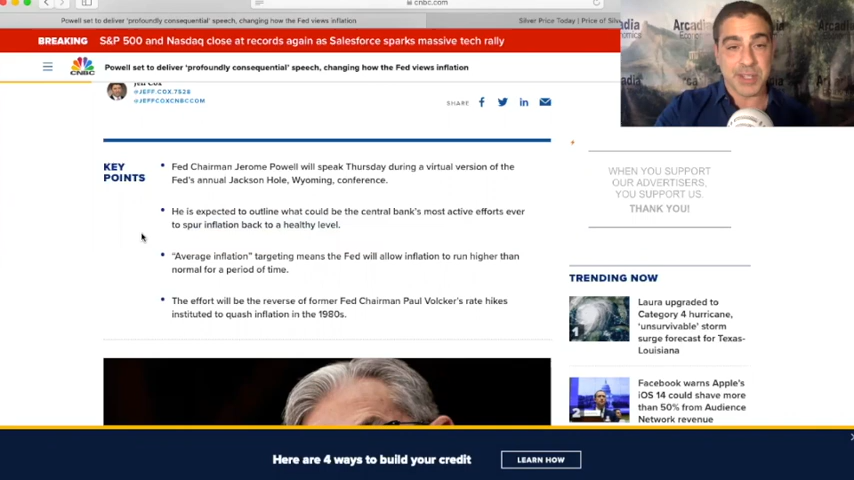 cnbc.com
Powell set to deliver 'profoundly consequential' speech, changing how the Fed views inflation
Silver Price Today | Price of Silv
BREAKING S&P 500 and Nasdaq close at records again as Salesforce sparks massive tech rally
CNBC
Powell set to deliver 'profoundly consequential' speech, changing how the Fed views inflation
Jeff Cox
@JEFF.COX.7528
@JEFFCOXCNBCCOM
SHARE
KEY
POINTS
Fed Chairman Jerome Powell will speak Thursday during a virtual version of the
Fed's annual Jackson Hole, Wyoming, conference.
He is expected to outline what could be the central bank's most active efforts ever
to spur inflation back to a healthy level.
"Average inflation" targeting means the Fed will allow inflation to run higher than
normal for a period of time.
The effort will be the reverse of former Fed Chairman Paul Volcker's rate hikes
instituted to quash inflation in the 1980s.
Arcadia
Economics
WHEN YOU SUPPORT
OUR ADVERTISERS,
YOU SUPPORT US.
THANK YOU!
TRENDING NOW
1
Laura upgraded to
Category 4 hurricane,
'unsurvivable' storm
surge forecast for Texas-
Louisiana
2
Facebook warns Apple's
iOS 14 could shave more
than 50% from Audience
Network revenue
Here are 4 ways to build your credit
LEARN HOW